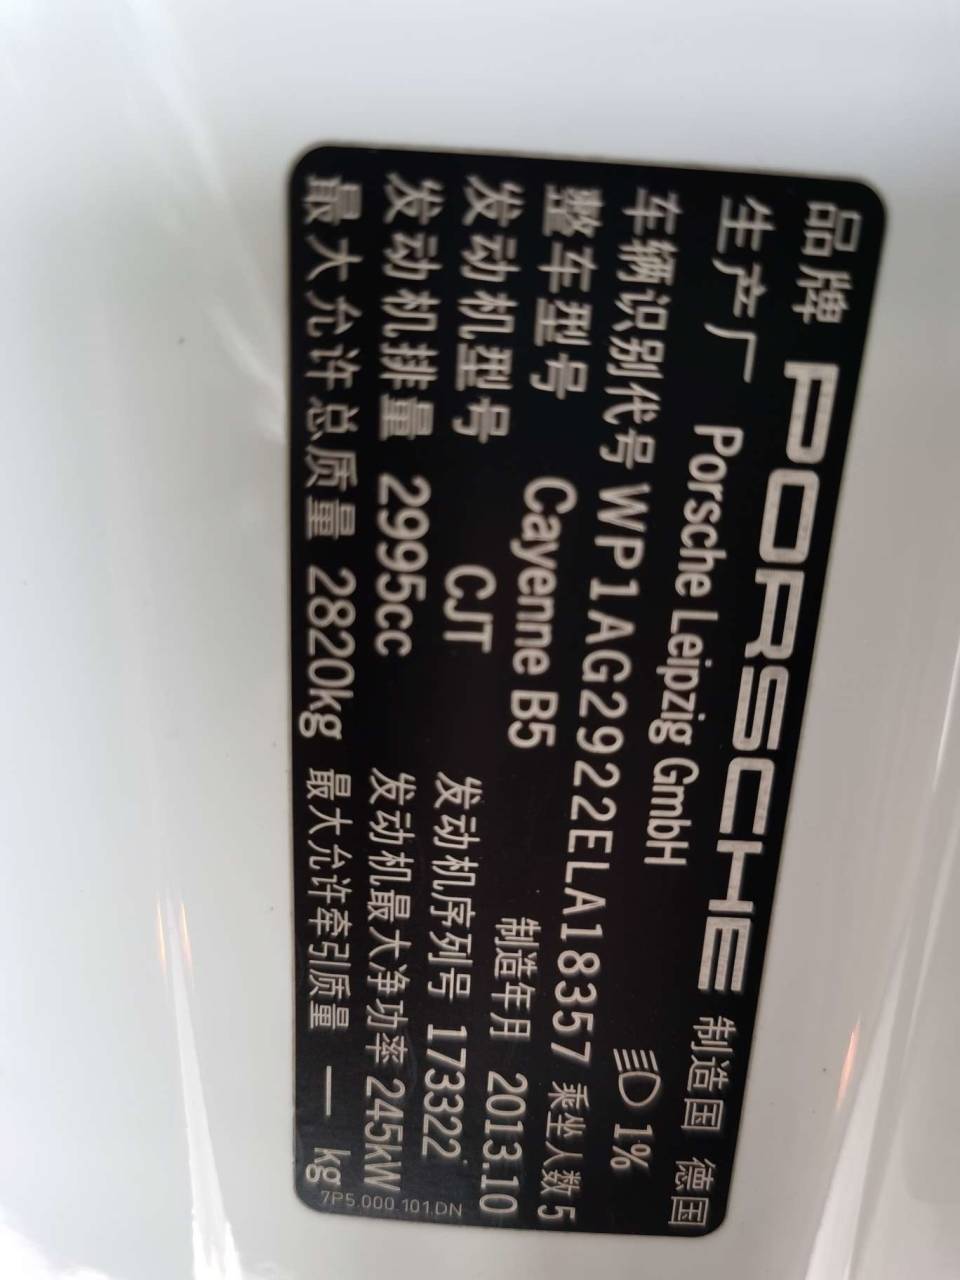 品牌 PORSCHE 制造国 德国
生产厂 Porsche Leipzig GmbH 1%
车辆识别代号 WP1AG2922ELA18357 乘坐人数 5
整车型号 Cayenne B5 制造年月 2013.10
发动机型号 CJT 发动机序列号 173322
发动机排量 2995cc 发动机最大净功率 245kW
最大允许总质量 2820kg 最大允许牵引质量 — kg
7P5.000.101.DN